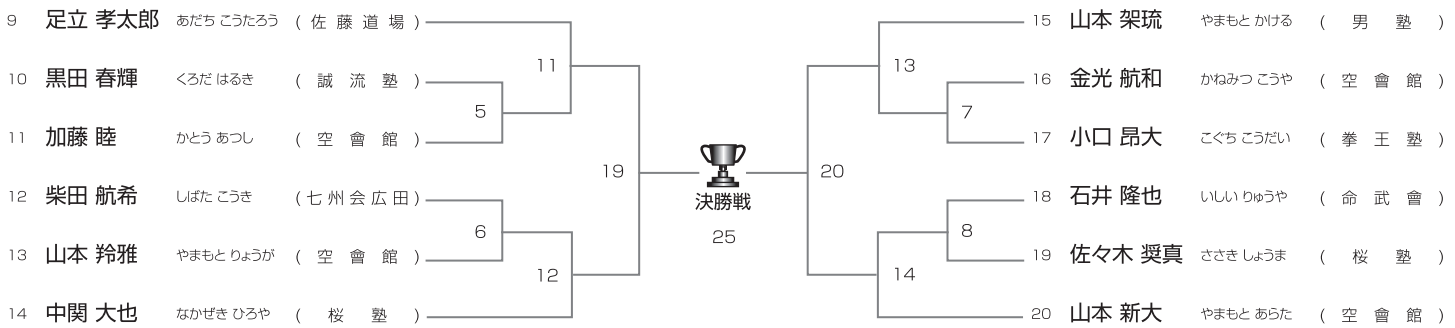 9 足立 孝太郎 あだち こうたろう ( 佐 藤 道 場 )
10 黒田 春輝 くろだ はるき ( 誠 流 塾 )
11 加藤 睦 かとう あつし ( 空 會 館 )
12 柴田 航希 しばた こうき ( 七 州 会 広 田 )
13 山本 羚雅 やまもと りょうが ( 空 會 館 )
14 中関 大也 なかぜき ひろや ( 桜 塾 )
11
5
6
12
19
決勝戦
25
20
13
7
8
14
15 山本 架琉 やまもと かける ( 男 塾 )
16 金光 航和 かねみつ こうや ( 空 會 館 )
17 小口 昂大 こぐち こうだい ( 拳 王 塾 )
18 石井 隆也 いしい りゅうや ( 命 武 會 )
19 佐々木 奨真 ささき しょうま ( 桜 塾 )
20 山本 新大 やまもと あらた ( 空 會 館 )